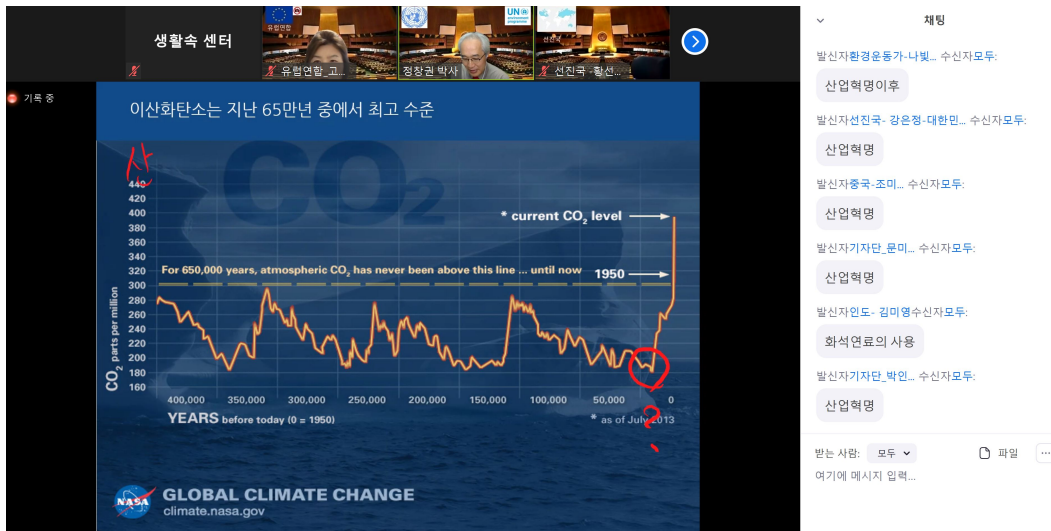 생활속 센터
유럽연합
유럽연합_고...
UN
정창권 박사
선진국
선진국 -황선...
기록 중
이산화탄소는 지난 65만년 중에서 최고 수준
산
CO2
440
420
400
380
360
340
320
300
280
260
240
220
200
180
160
CO2 parts per million
* current CO2 level
For 650,000 years, atmospheric CO2 has never been above this line ... until now
1950
400,000 350,000 300,000 250,000 200,000 150,000 100,000 50,000 0
YEARS before today (0 = 1950)
* as of July 2013
?
NASA
GLOBAL CLIMATE CHANGE
climate.nasa.gov
채팅
발신자환경운동가-나빛... 수신자모두:
산업혁명이후
발신자선진국- 강은정-대한민... 수신자모두:
산업혁명
발신자중국-조미... 수신자모두:
산업혁명
발신자기자단_문미... 수신자모두:
산업혁명
발신자인도- 김미영수신자모두:
화석연료의 사용
발신자기자단_박인... 수신자모두:
산업혁명
받는 사람: 모두 파일 ...
여기에 메시지 입력...